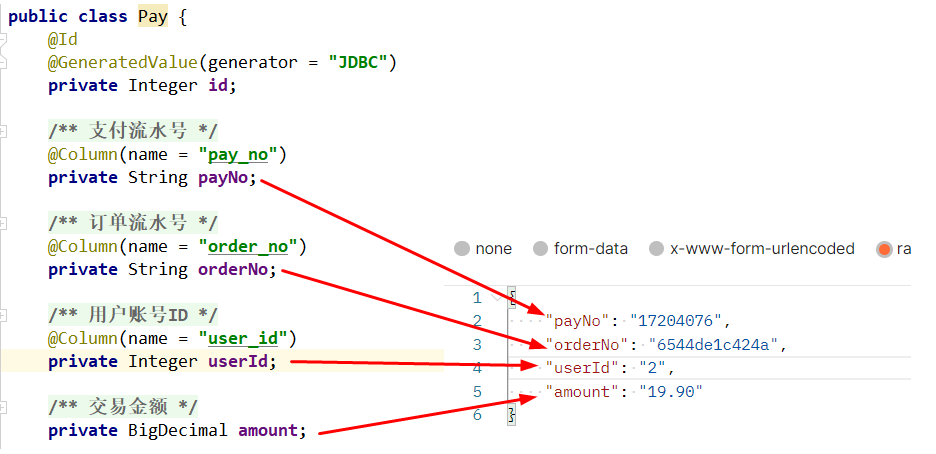 public class Pay {
@Id
@GeneratedValue(generator = "JDBC")
private Integer id;
/** 支付流水号 */
@Column(name = "pay_no")
private String payNo;
/** 订单流水号 */
@Column(name = "order_no")
private String orderNo;
/** 用户账号ID */
@Column(name = "user_id")
private Integer userId;
/** 交易金额 */
private BigDecimal amount;
none form-data x-www-form-urlencoded ra
1 {
2 "payNo": "17204076",
3 "orderNo": "6544de1c424a",
4 "userId": "2",
5 "amount": "19.90"
6 }